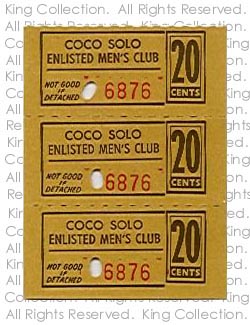 King Collection. All Rights Reserved.
COCO SOLO
ENLISTED MEN'S CLUB
NOT GOOD
IF
DETACHED
6876
20
CENTS
COCO SOLO
ENLISTED MEN'S CLUB
NOT GOOD
IF
DETACHED
6876
20
CENTS
COCO SOLO
ENLISTED MEN'S CLUB
NOT GOOD
IF
DETACHED
6876
20
CENTS
All Rights Reserved. King Collection.